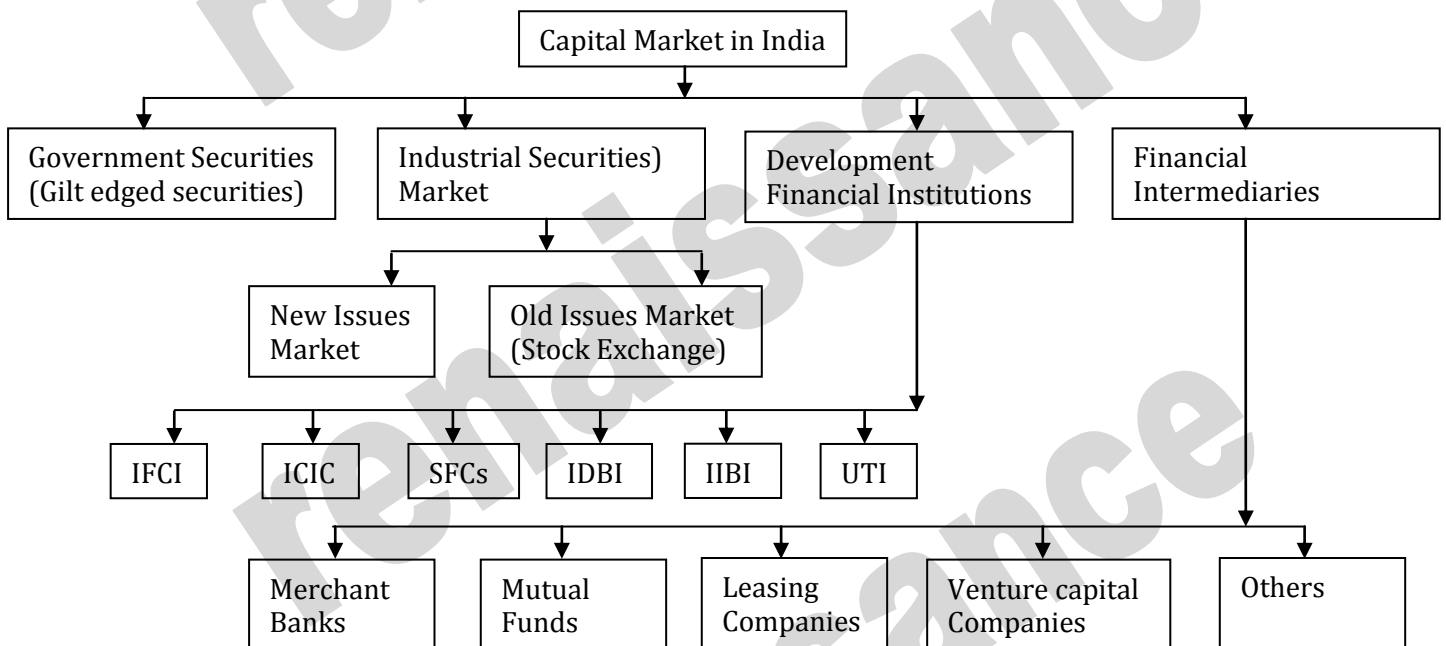 Capital Market in India
Government Securities
(Gilt edged securities)
Industrial Securities)
Market
Development
Financial Institutions
Financial
Intermediaries
New Issues
Market
Old Issues Market
(Stock Exchange)
IFCI
ICIC
SFCs
IDBI
IIBI
UTI
Merchant
Banks
Mutual
Funds
Leasing
Companies
Venture capital
Companies
Others
renaissance
renaissance